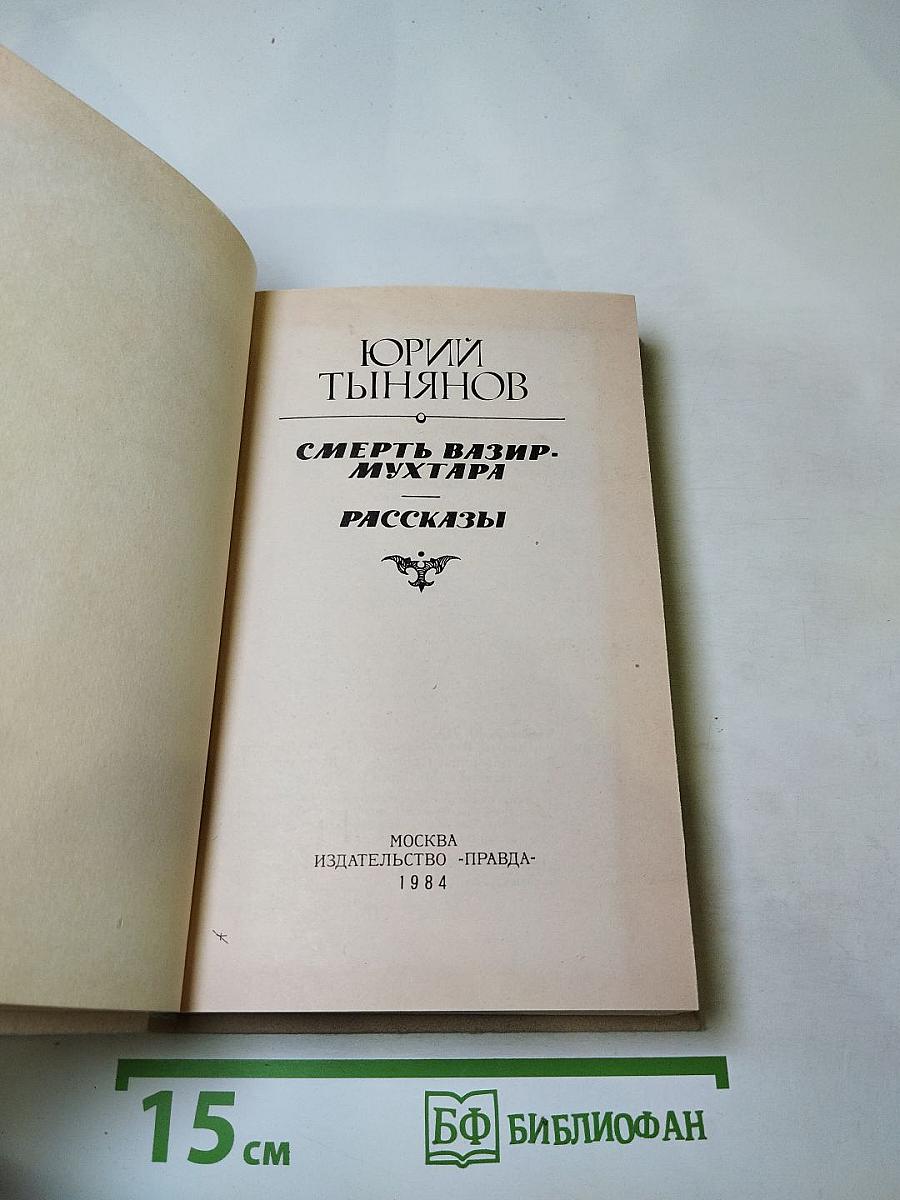 ЮРИЙ
ТЫНЯНОВ
СМЕРТЬ ВАЗИР-
МУХТАРА
РАССКАЗЫ
МОСКВА
ИЗДАТЕЛЬСТВО «ПРАВДА»
1984
15 см
БФ БИБЛИОФАН